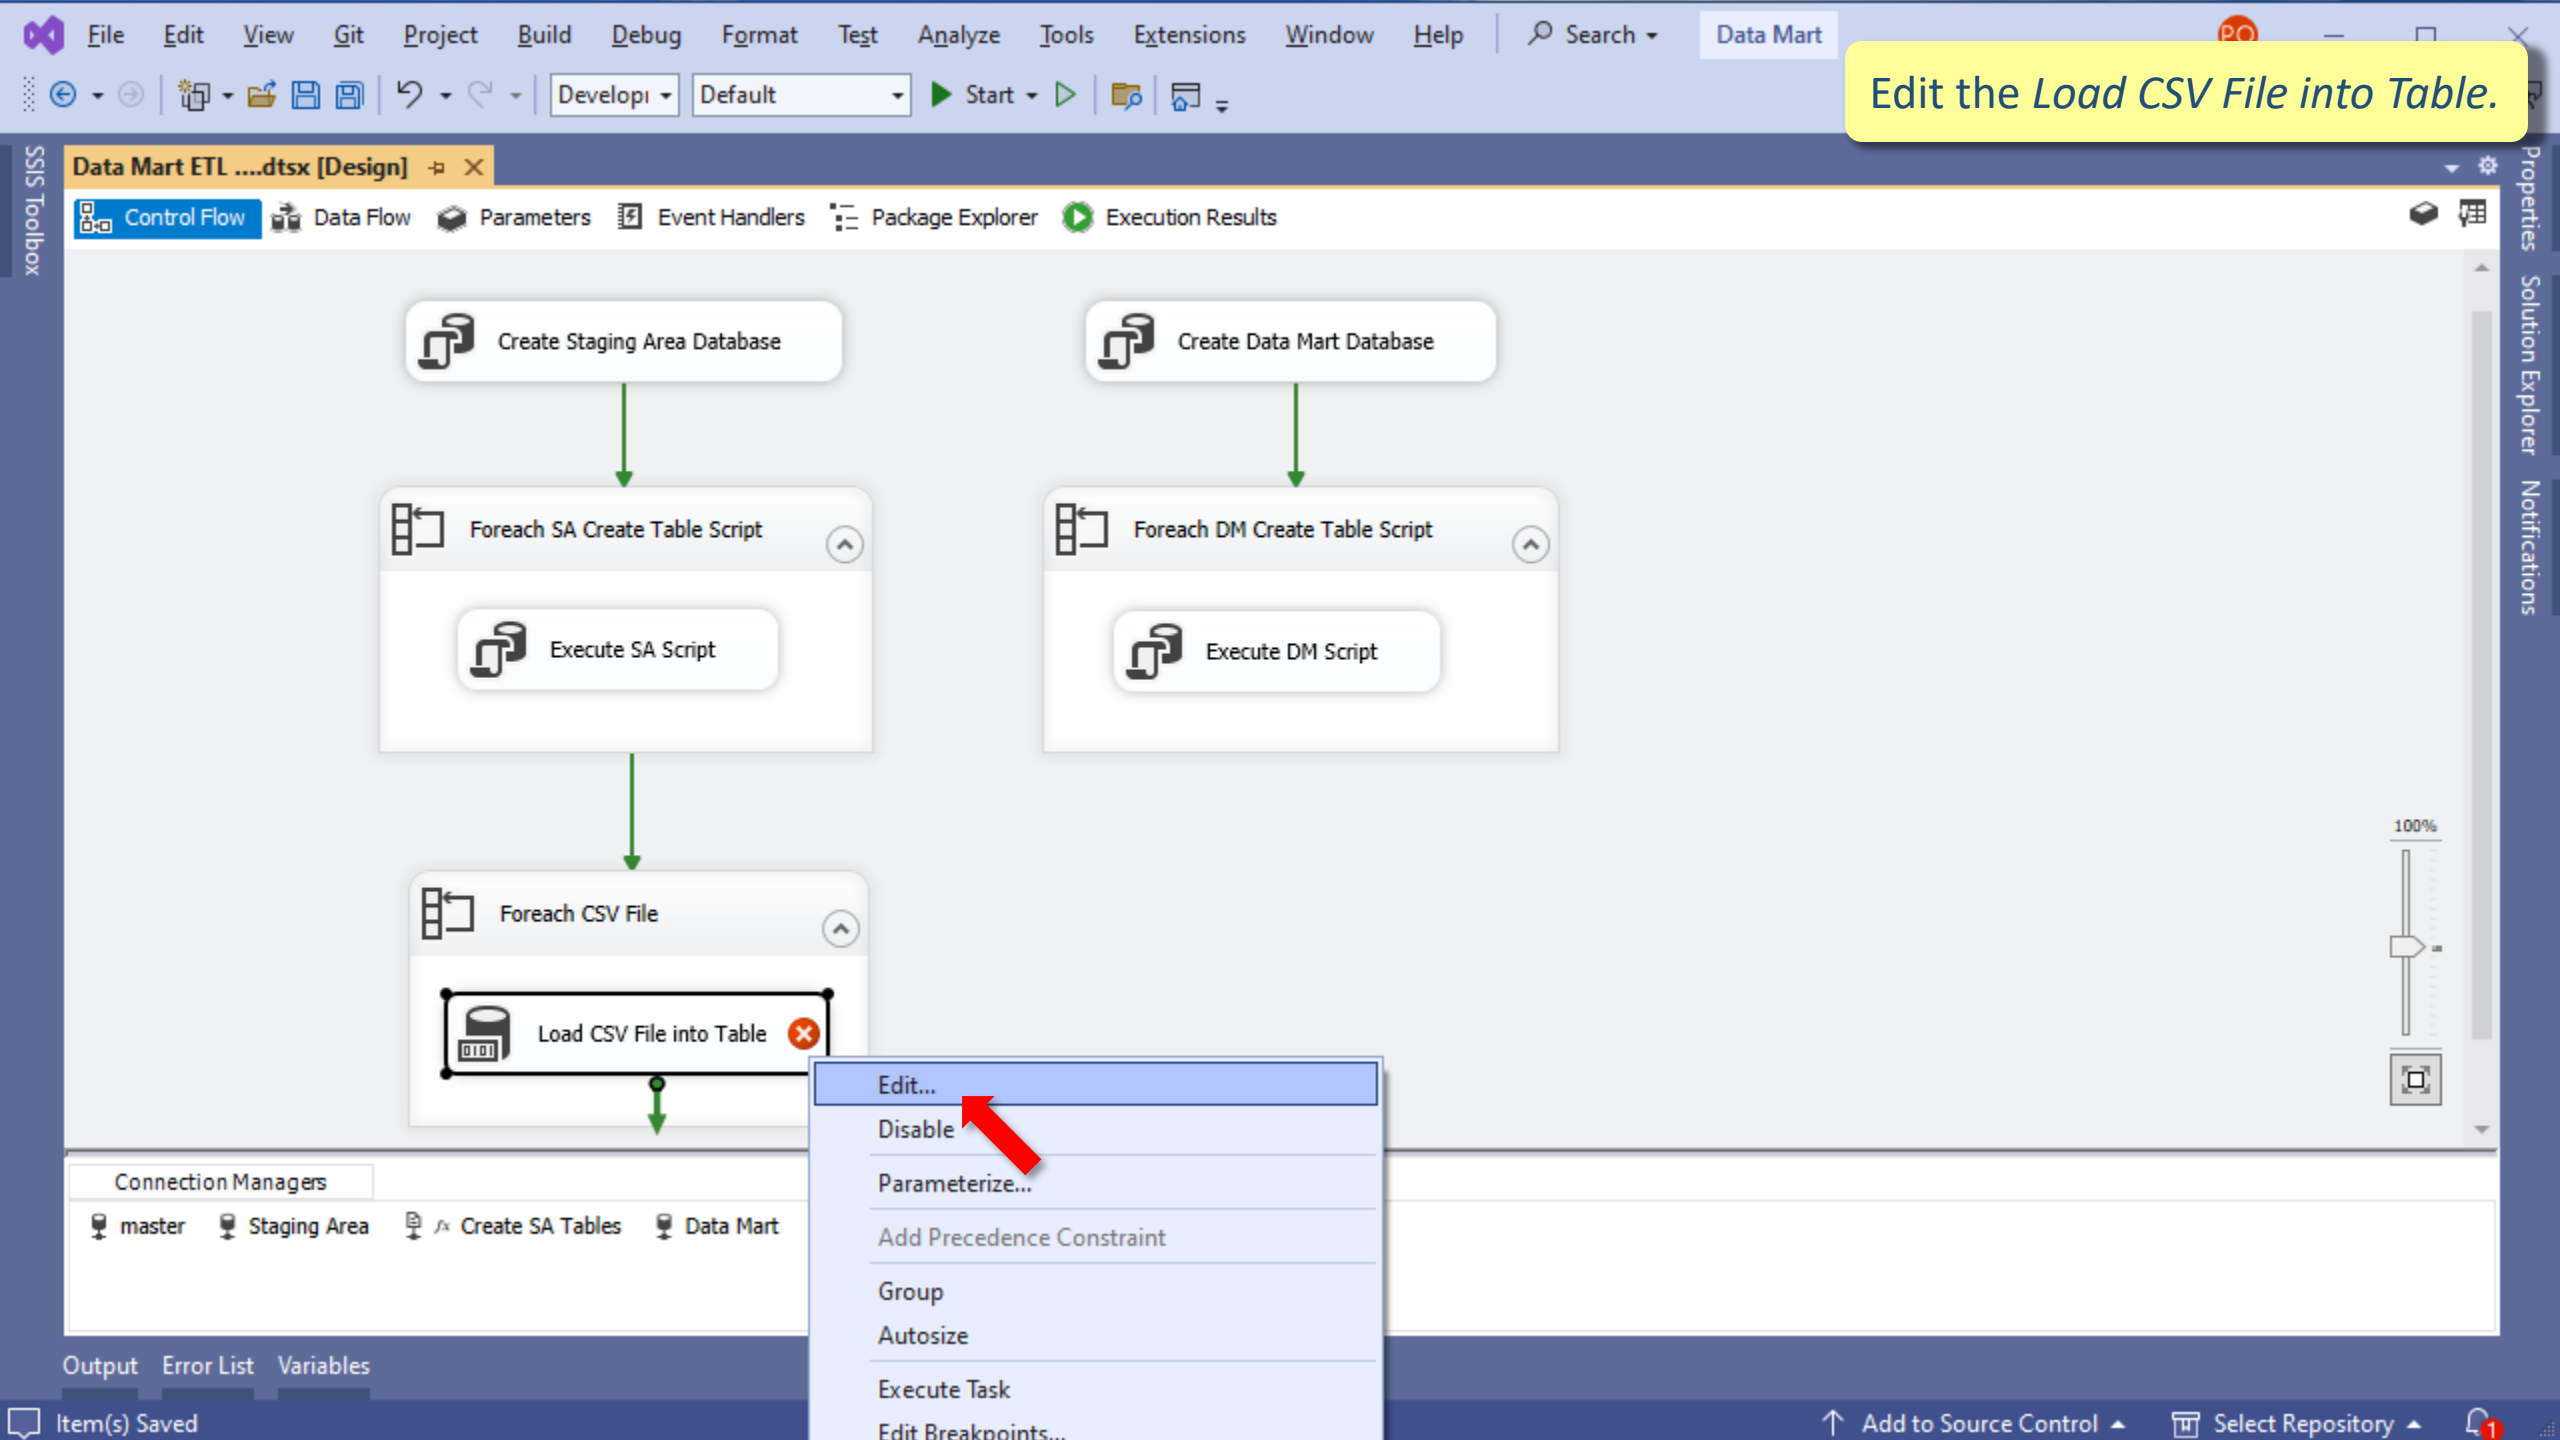 File Edit View Git Project Build Debug Format Test Analyze Tools Extensions Window Help Search Data Mart PO
Develop Default Start
Edit the Load CSV File into Table.
Data Mart ETL ....dtsx [Design]
Control Flow Data Flow Parameters Event Handlers Package Explorer Execution Results
SSIS Toolbox
Properties
Solution Explorer
Notifications
Create Staging Area Database
Create Data Mart Database
Foreach SA Create Table Script
Foreach DM Create Table Script
Execute SA Script
Execute DM Script
100%
Foreach CSV File
Load CSV File into Table
0101
Edit...
Disable
Parameterize...
Add Precedence Constraint
Group
Autosize
Execute Task
Edit Breakpoints...
Connection Managers
master Staging Area fx Create SA Tables Data Mart
Output Error List Variables
Item(s) Saved
Add to Source Control Select Repository 1